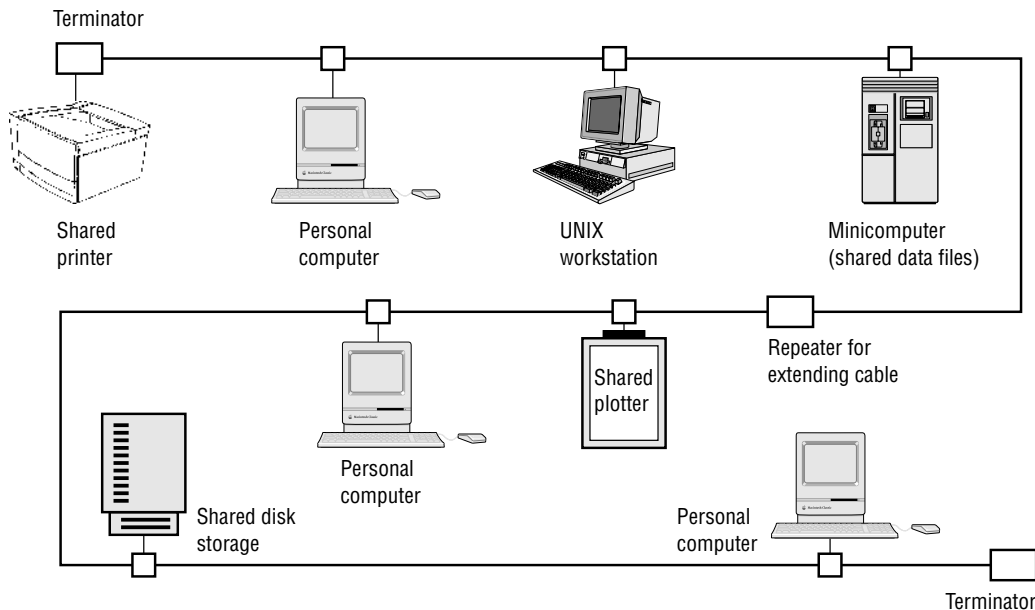 Terminator
Shared
printer
Personal
computer
UNIX
workstation
Minicomputer
(shared data files)
Repeater for
extending cable
Shared
plotter
Personal
computer
Shared disk
storage
Personal
computer
Terminator